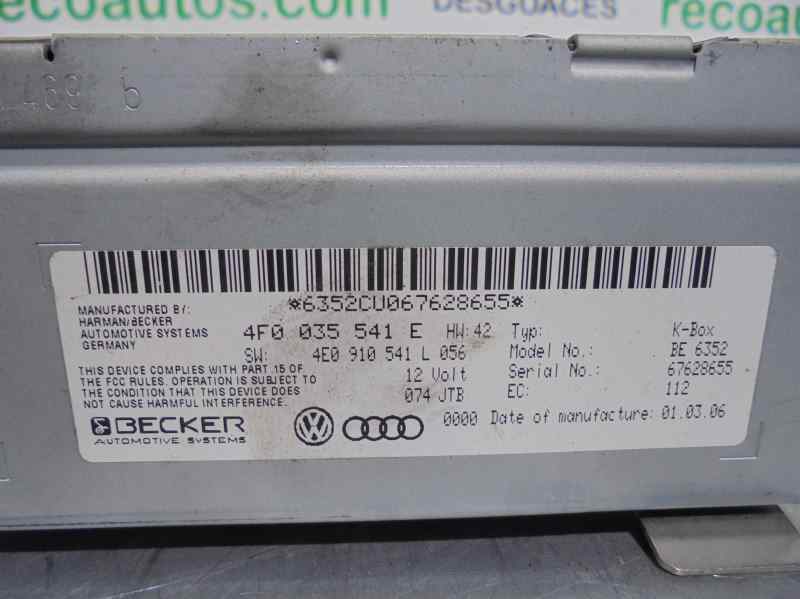 recoautos.com DESGUACES recoa
469 b
*6352CU067628655*
MANUFACTURED BY:
HARMAN/BECKER
AUTOMOTIVE SYSTEMS
GERMANY
4F0 035 541 E HW: 42 Typ: K-Box
SW: 4E0 910 541 L 056 Model No.: BE 6352
12 Volt Serial No.: 67628655
074 JTB EC: 112
THIS DEVICE COMPLIES WITH PART 15 OF
THE FCC RULES. OPERATION IS SUBJECT TO
THE CONDITION THAT THIS DEVICE DOES
NOT CAUSE HARMFUL INTERFERENCE.
BECKER
AUTOMOTIVE SYSTEMS
0000 Date of manufacture: 01.03.06